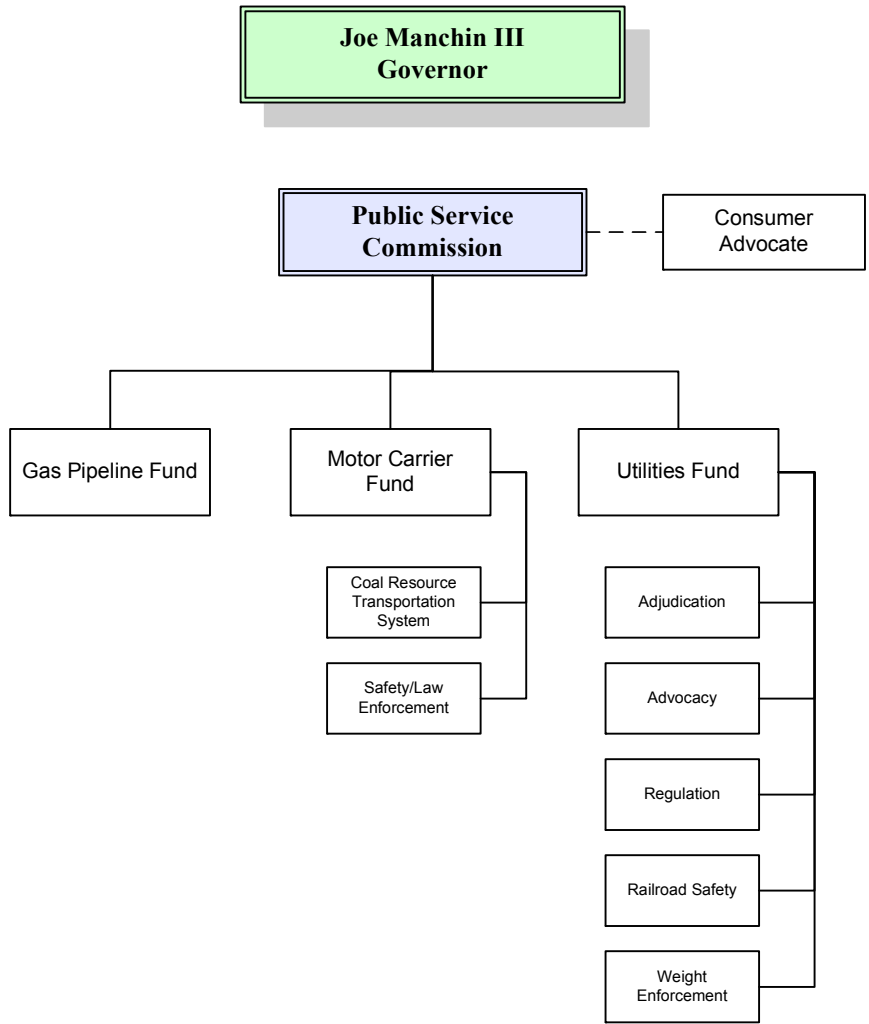 Joe Manchin III
Governor
Public Service
Commission
Consumer
Advocate
Gas Pipeline Fund
Motor Carrier
Fund
Utilities Fund
Coal Resource
Transportation
System
Safety/Law
Enforcement
Adjudication
Advocacy
Regulation
Railroad Safety
Weight
Enforcement